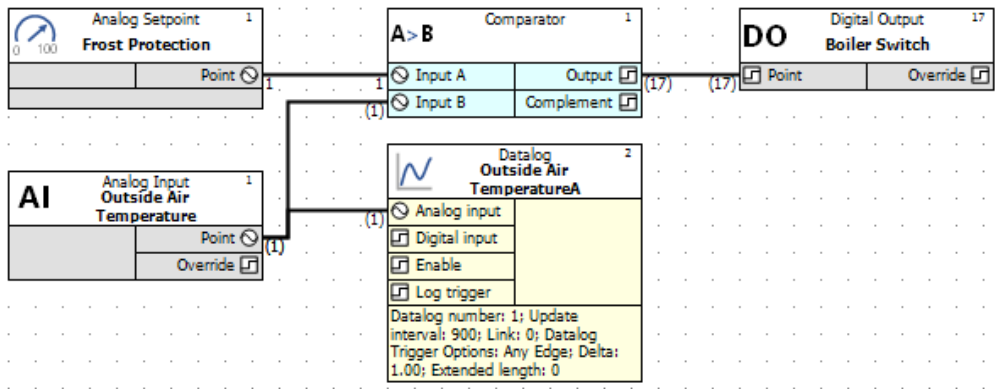 Analog Setpoint 1
Frost Protection
0 100
Point
1
Comparator 1
A>B
1 Input A
Output
(17)
(1) Input B
Complement
Digital Output 17
DO Boiler Switch
(17) Point
Override
Analog Input 1
AI Outside Air
Temperature
Point
(1)
Override
Datalog 2
Outside Air
TemperatureA
(1) Analog input
Digital input
Enable
Log trigger
Datalog number: 1; Update
interval: 900; Link: 0; Datalog
Trigger Options: Any Edge; Delta:
1.00; Extended length: 0